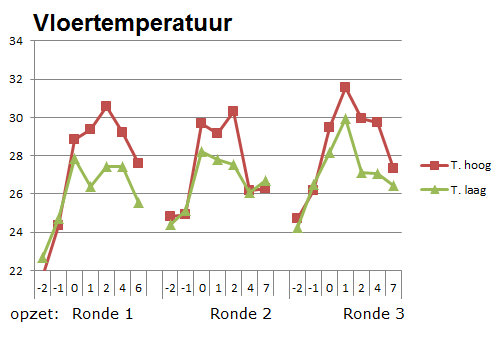 Vloertemperatuur
34
32
30
28
26
24
22
T. hoog
T. laag
-2 -1 0 1 2 4 6 -2 -1 0 1 2 4 7 -2 -1 0 1 2 4 7
opzet: Ronde 1 Ronde 2 Ronde 3